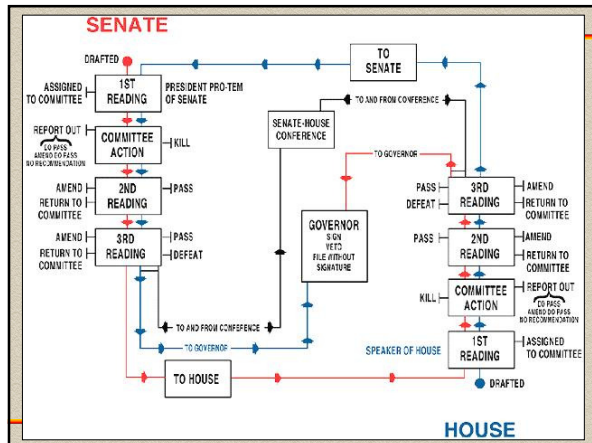 SENATE
DRAFTED
ASSIGNED
TO COMMITTEE
1ST
READING
PRESIDENT PRO-TEM
OF SENATE
REPORT OUT
DO PASS
AMEND DO PASS
NO RECOMMENDATION
COMMITTEE
ACTION
KILL
AMEND
RETURN TO
COMMITTEE
2ND
READING
PASS
AMEND
RETURN TO
COMMITTEE
3RD
READING
PASS
DEFEAT
TO
SENATE
TO AND FROM CONFERENCE
SENATE-HOUSE
CONFERENCE
TO GOVERNOR
GOVERNOR
SIGN
VETO
FILE WITHOUT
SIGNATURE
TO AND FROM CONFERENCE
TO GOVERNOR
TO HOUSE
PASS
DEFEAT
3RD
READING
AMEND
RETURN TO
COMMITTEE
PASS
2ND
READING
AMEND
RETURN TO
COMMITTEE
KILL
COMMITTEE
ACTION
REPORT OUT
DO PASS
AMEND DO PASS
NO RECOMMENDATION
SPEAKER OF HOUSE
1ST
READING
ASSIGNED
TO COMMITTEE
DRAFTED
HOUSE